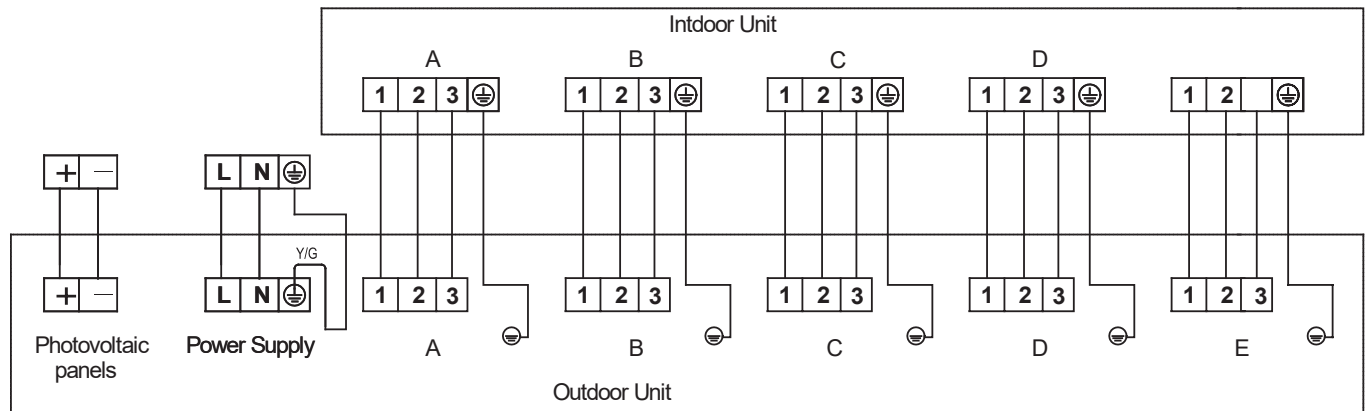 Intdoor Unit
A B C D
1 2 3 1 2 3 1 2 3 1 2 3 1 2
+ — L N
Y/G
+ — L N 1 2 3 1 2 3 1 2 3 1 2 3 1 2 3
Photovoltaic
panels
Power Supply
A B C D E
Outdoor Unit